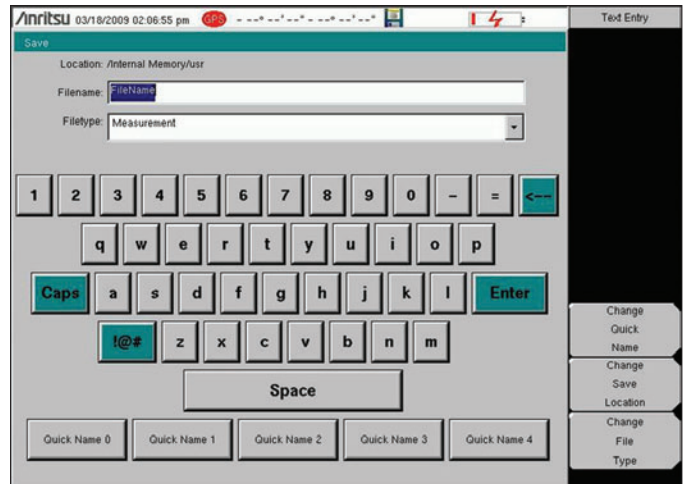 /Inritsu 03/18/2009 02:06:55 pm GPS - --*--'--*- --*--'--*
Text Entry
Save
Location: /Internal Memory/usr
Filename: FileName
Filetype: Measurement
1 2 3 4 5 6 7 8 9 0 - = <--
q w e r t y u i o p
Caps a s d f g h j k l Enter
!@# z x c v b n m
Space
Quick Name 0 Quick Name 1 Quick Name 2 Quick Name 3 Quick Name 4
Change
Quick
Name
Change
Save
Location
Change
File
Type